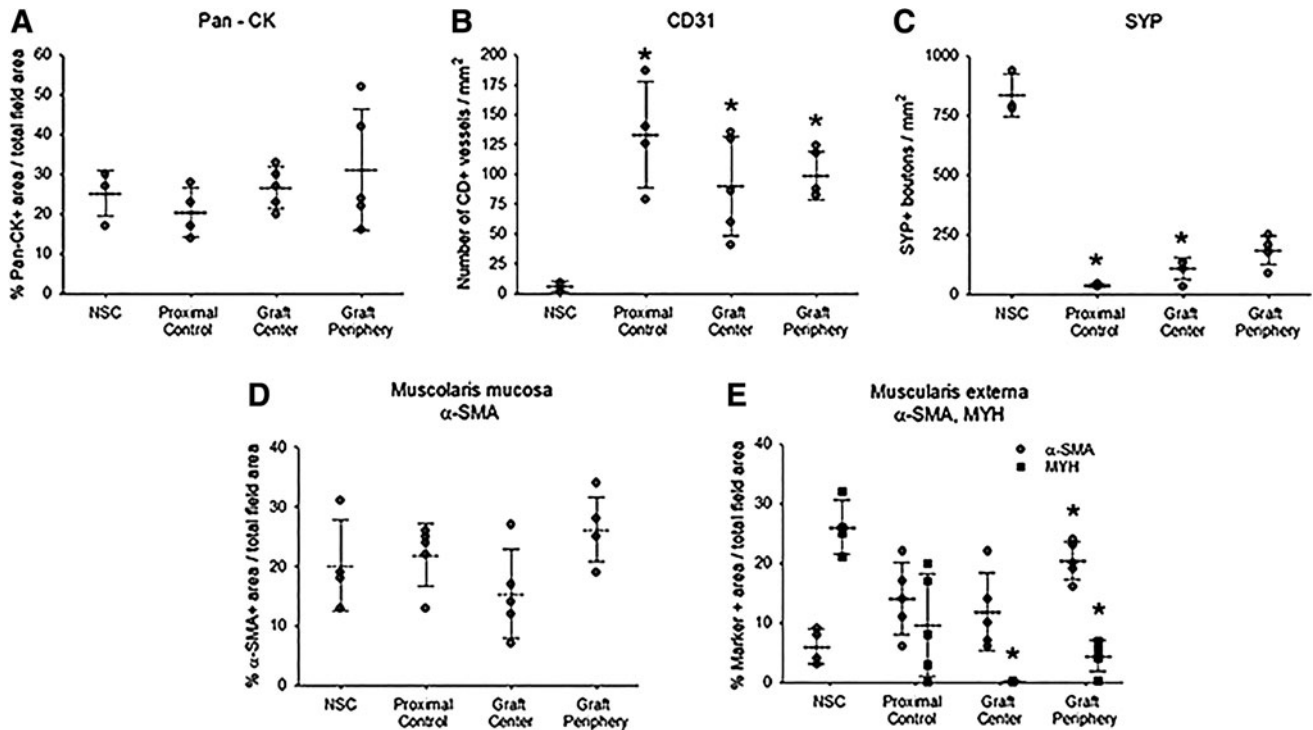 A
Pan - CK
% Pan-CK+ area / total field area
60
50
40
30
20
10
0
NSC
Proximal
Control
Graft
Center
Graft
Periphery
B
CD31
Number of CD+ vessels / mm²
200
175
150
125
100
75
50
25
0
*
*
*
NSC
Proximal
Control
Graft
Center
Graft
Periphery
C
SYP
SYP+ boutons / mm²
1000
750
500
250
0
*
*
NSC
Proximal
Control
Graft
Center
Graft
Periphery
D
Muscolaris mucosa
α-SMA
% α-SMA+ area / total field area
40
30
20
10
0
NSC
Proximal
Control
Graft
Center
Graft
Periphery
E
Muscularis externa
α-SMA, MYH
% Marker + area / total field area
40
30
20
10
0
α-SMA
MYH
*
*
*
NSC
Proximal
Control
Graft
Center
Graft
Periphery